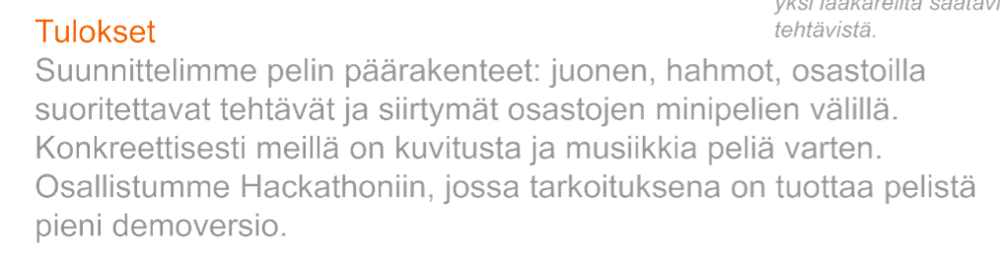 yksi lääkäreiltä saatavi
tehtävistä.
Tulokset
Suunnittelimme pelin päärakenteet: juonen, hahmot, osastoilla
suoritettavat tehtävät ja siirtymät osastojen minipelien välillä.
Konkreettisesti meillä on kuvitusta ja musiikkia peliä varten.
Osallistumme Hackathoniin, jossa tarkoituksena on tuottaa pelistä
pieni demoversio.